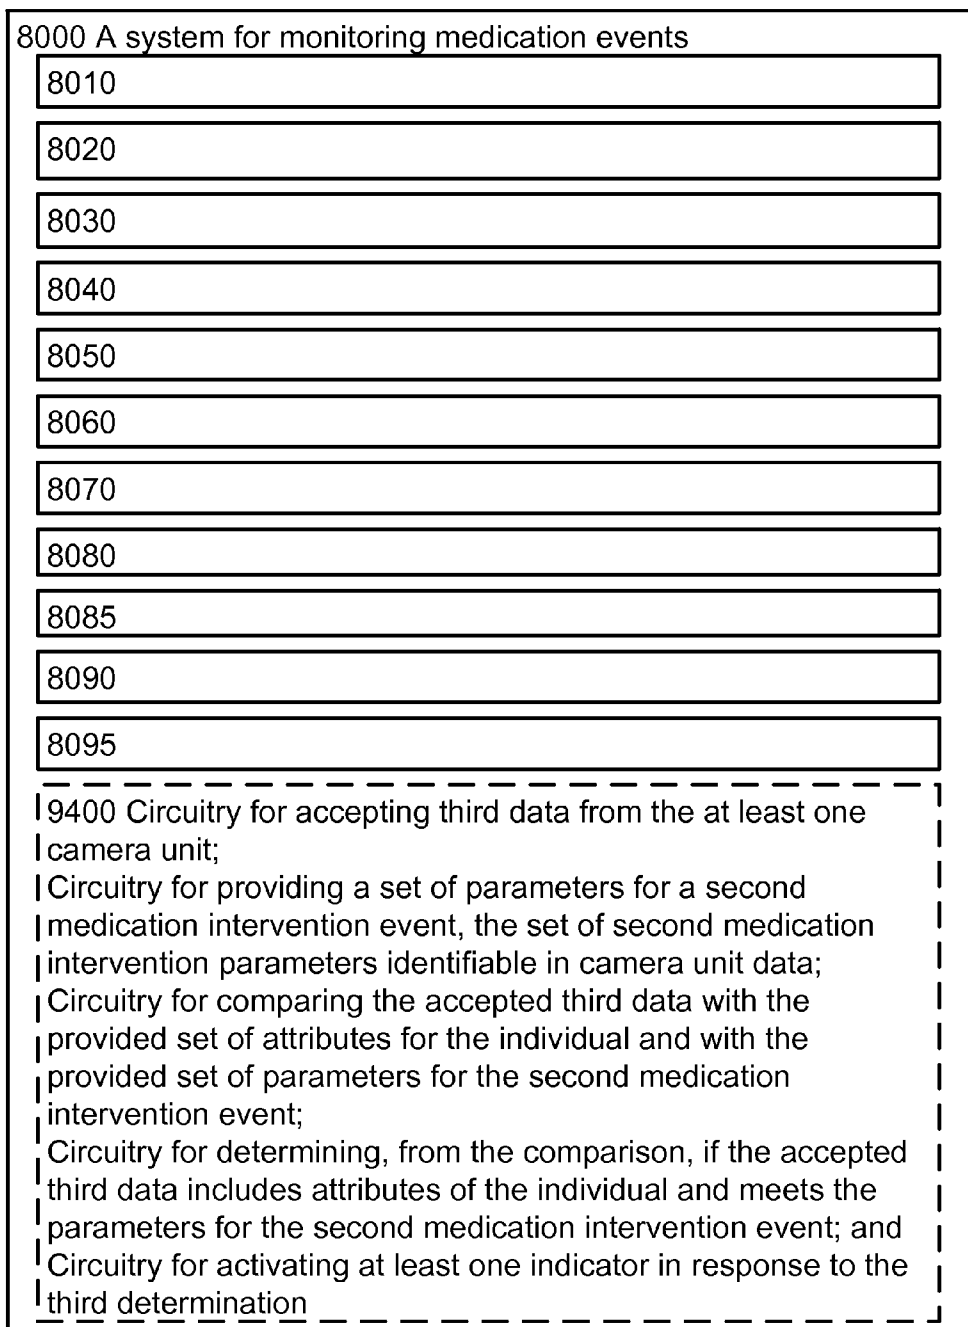 8000 A system for monitoring medication events
8010
8020
8030
8040
8050
8060
8070
8080
8085
8090
8095
9400 Circuitry for accepting third data from the at least one
camera unit;
Circuitry for providing a set of parameters for a second
medication intervention event, the set of second medication
intervention parameters identifiable in camera unit data;
Circuitry for comparing the accepted third data with the
provided set of attributes for the individual and with the
provided set of parameters for the second medication
intervention event;
Circuitry for determining, from the comparison, if the accepted
third data includes attributes of the individual and meets the
parameters for the second medication intervention event; and
Circuitry for activating at least one indicator in response to the
third determination